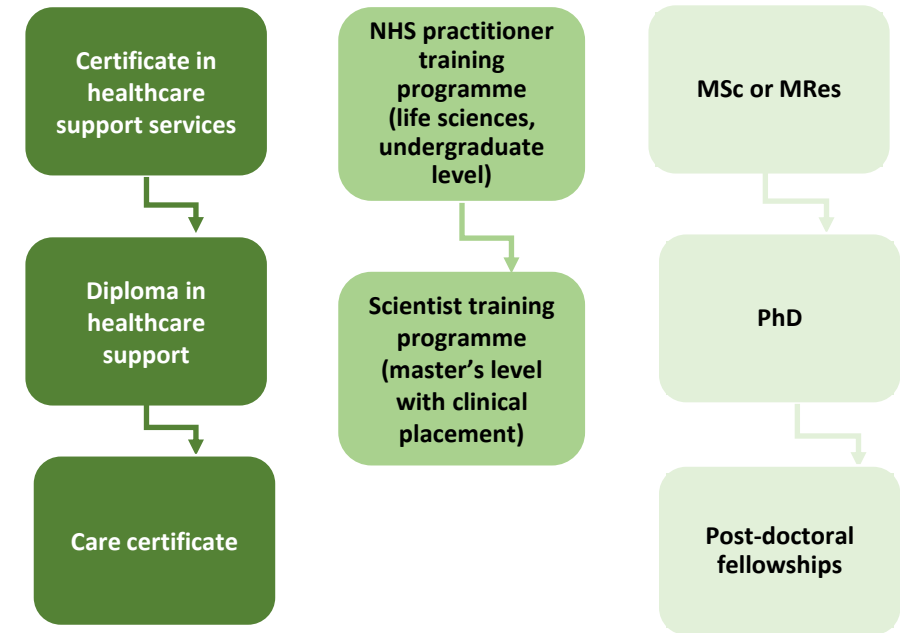 Certificate in
healthcare
support services
Diploma in
healthcare
support
Care certificate
NHS practitioner
training
programme
(life sciences,
undergraduate
level)
Scientist training
programme
(master’s level
with clinical
placement)
MSc or MRes
PhD
Post-doctoral
fellowships